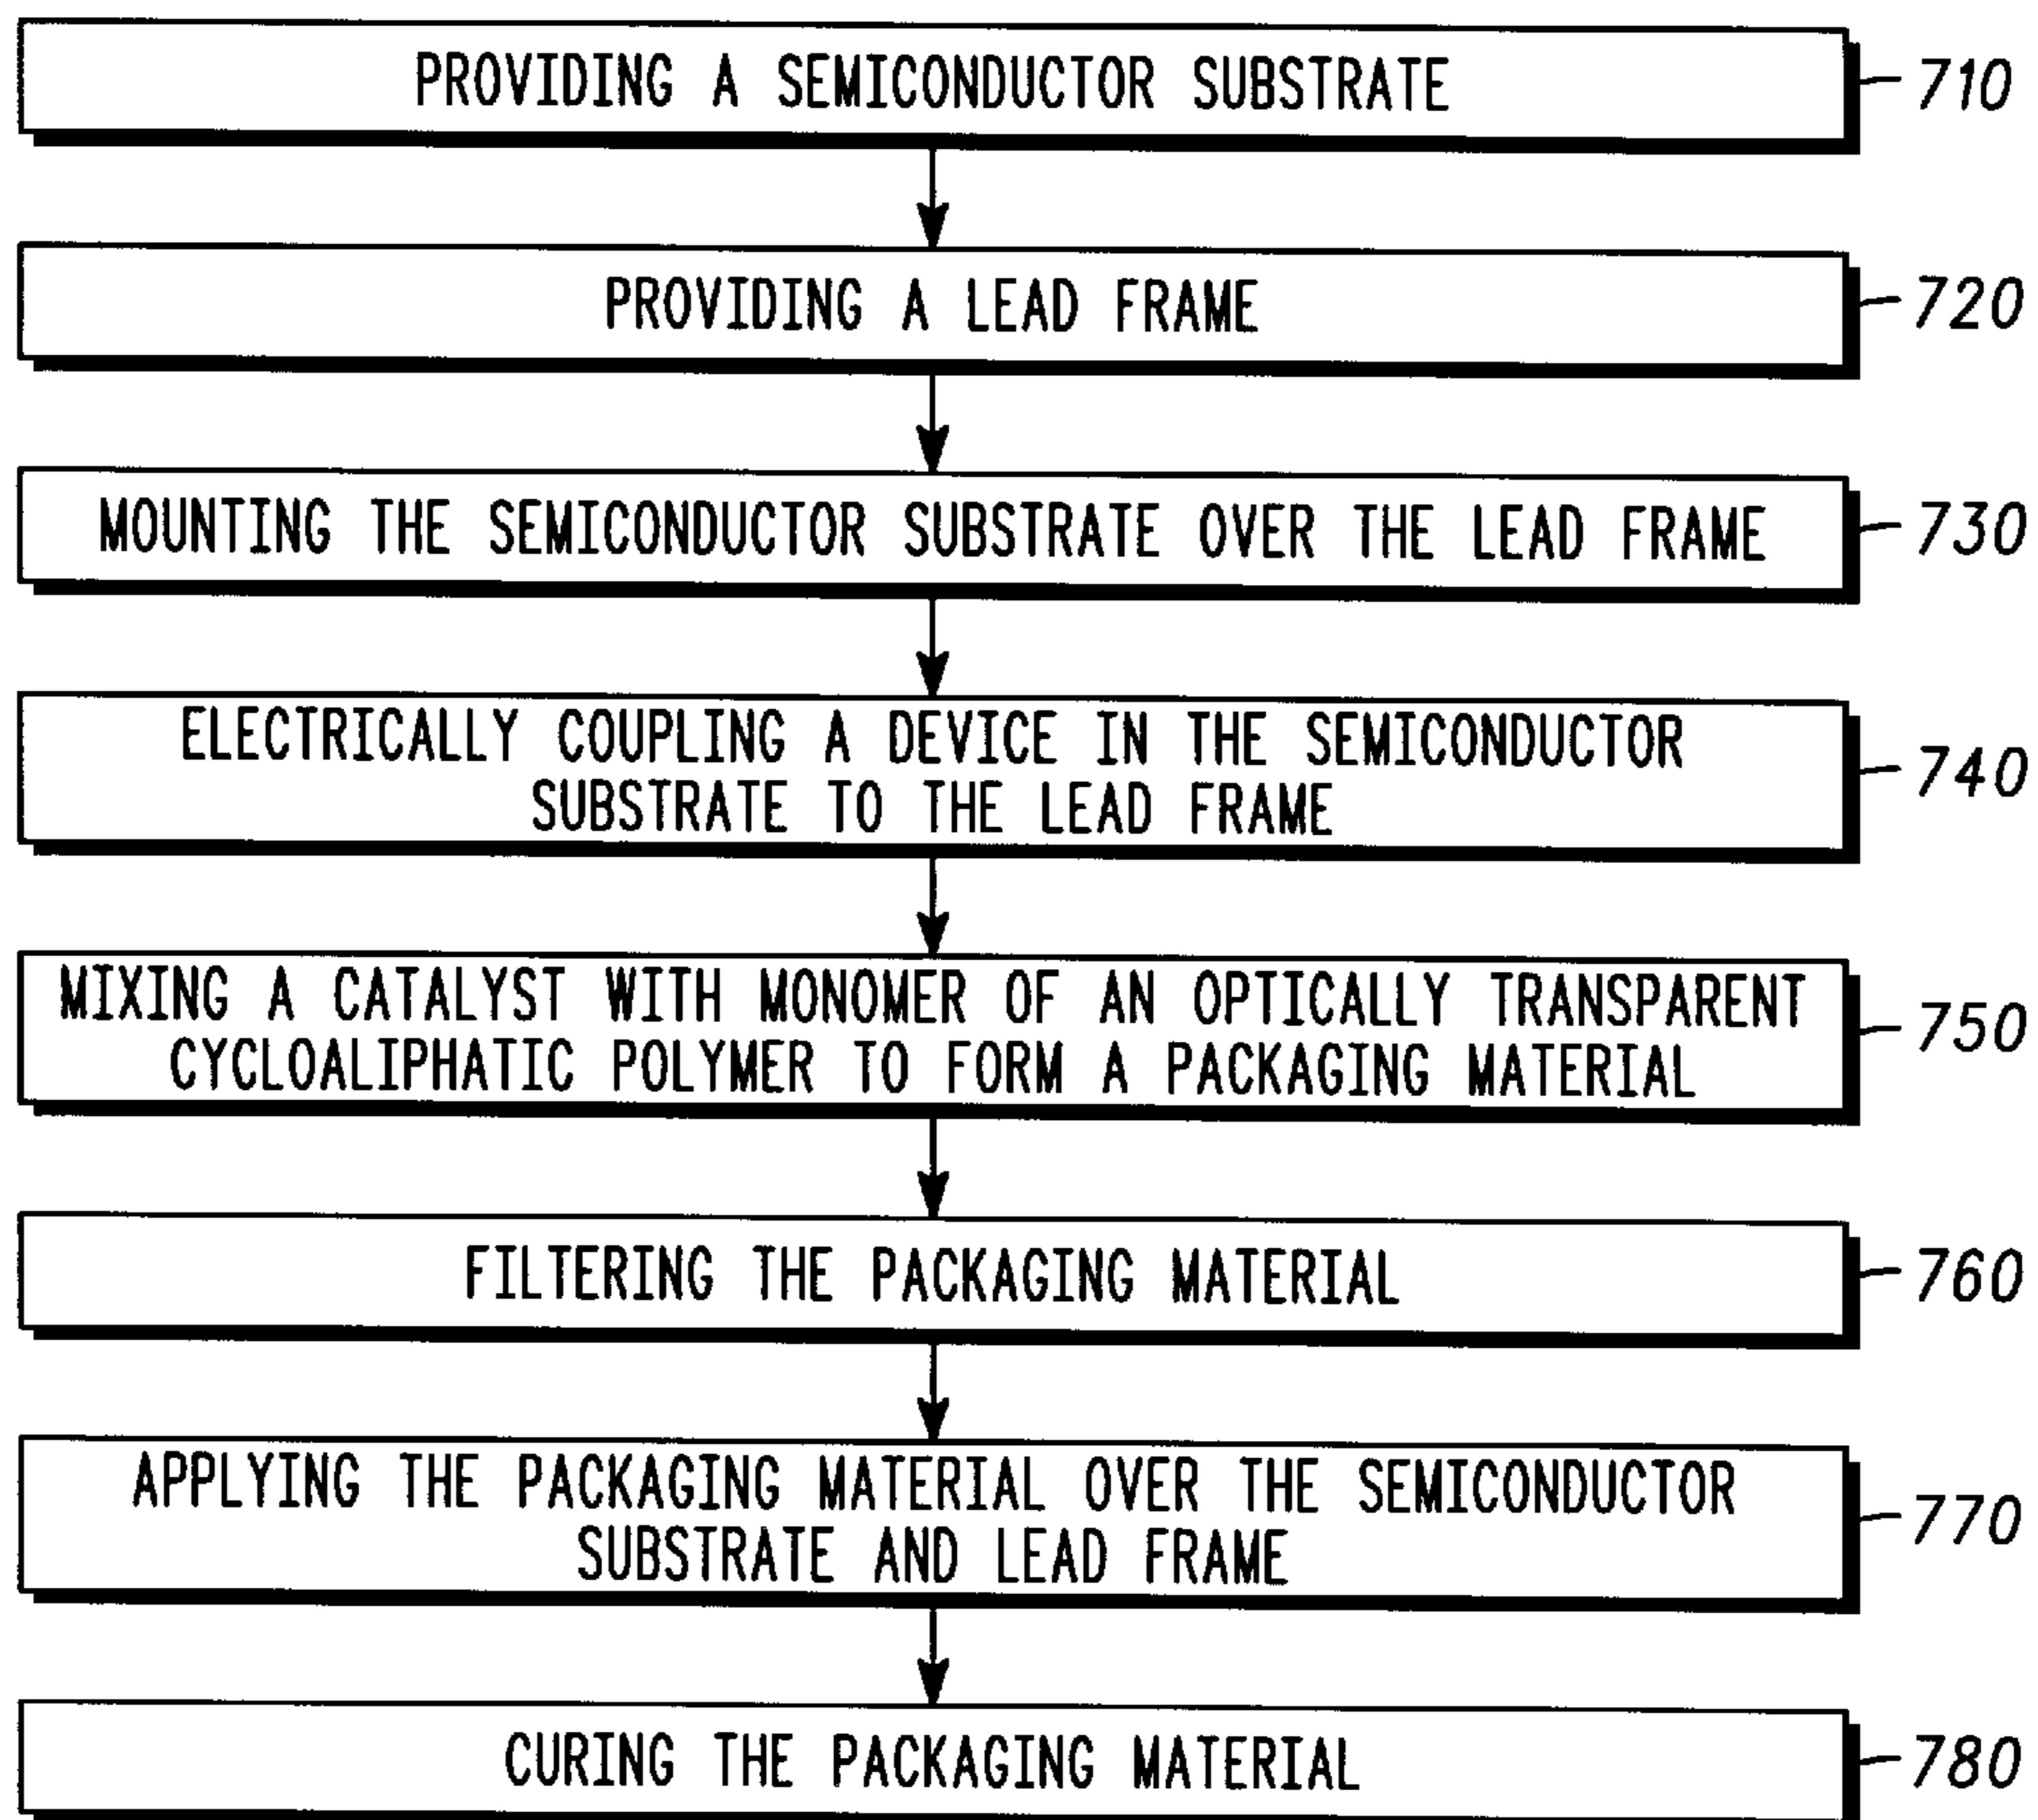 PROVIDING A SEMICONDUCTOR SUBSTRATE
710
PROVIDING A LEAD FRAME
720
MOUNTING THE SEMICONDUCTOR SUBSTRATE OVER THE LEAD FRAME
730
ELECTRICALLY COUPLING A DEVICE IN THE SEMICONDUCTOR
SUBSTRATE TO THE LEAD FRAME
740
MIXING A CATALYST WITH MONOMER OF AN OPTICALLY TRANSPARENT
CYCLOALIPHATIC POLYMER TO FORM A PACKAGING MATERIAL
750
FILTERING THE PACKAGING MATERIAL
760
APPLYING THE PACKAGING MATERIAL OVER THE SEMICONDUCTOR
SUBSTRATE AND LEAD FRAME
770
CURING THE PACKAGING MATERIAL
780